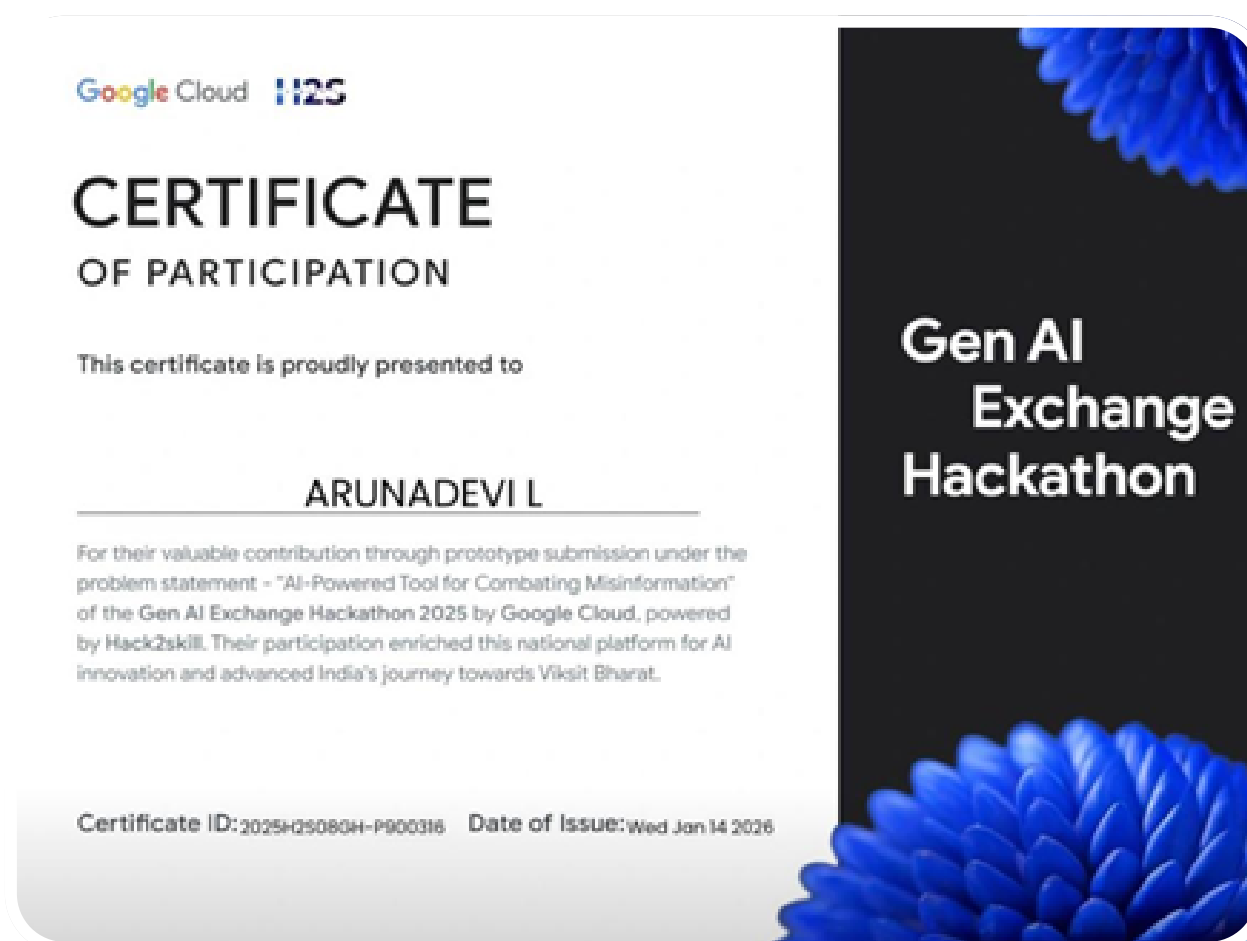 Google Cloud H2S
CERTIFICATE
OF PARTICIPATION
This certificate is proudly presented to
ARUNADEVI L
For their valuable contribution through prototype submission under the
problem statement - "AI-Powered Tool for Combating Misinformation"
of the Gen AI Exchange Hackathon 2025 by Google Cloud, powered
by Hack2skill. Their participation enriched this national platform for AI
innovation and advanced India's journey towards Viksit Bharat.
Certificate ID: 2025H2S08GH-P900316 Date of Issue: Wed Jan 14 2026
Gen AI
Exchange
Hackathon